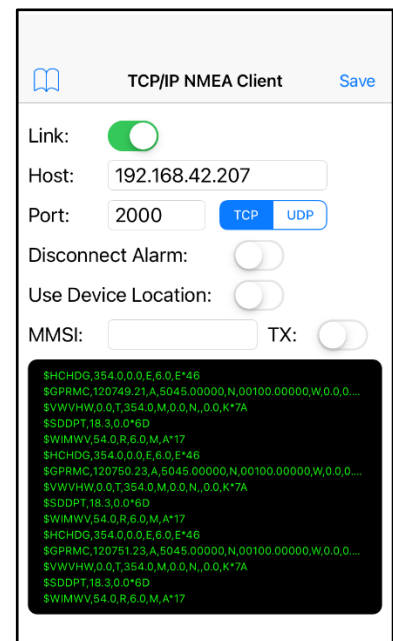 TCP/IP NMEA Client Save
Link:
Host: 192.168.42.207
Port: 2000 TCP UDP
Disconnect Alarm:
Use Device Location:
MMSI: TX:
$HCHDG,354.0,0.0,E,6.0,E*46
$GPRMC,120749.21,A,5045.00000,N,00100.00000,W,0.0,0....
$VWVHW,0.0,T,354.0,M,0.0,N,,0.0,K*7A
$SDDPT,18.3,0.0*6D
$WIMWV,54.0,R,6.0,M,A*17
$HCHDG,354.0,0.0,E,6.0,E*46
$GPRMC,120750.23,A,5045.00000,N,00100.00000,W,0.0,0...
$VWVHW,0.0,T,354.0,M,0.0,N,,0.0,K*7A
$SDDPT,18.3,0.0*6D
$WIMWV,54.0,R,6.0,M,A*17
$HCHDG,354.0,0.0,E,6.0,E*46
$GPRMC,120751.23,A,5045.00000,N,00100.00000,W,0.0,0....
$VWVHW,0.0,T,354.0,M,0.0,N,,0.0,K*7A
$SDDPT,18.3,0.0*6D
$WIMWV,54.0,R,6.0,M,A*17